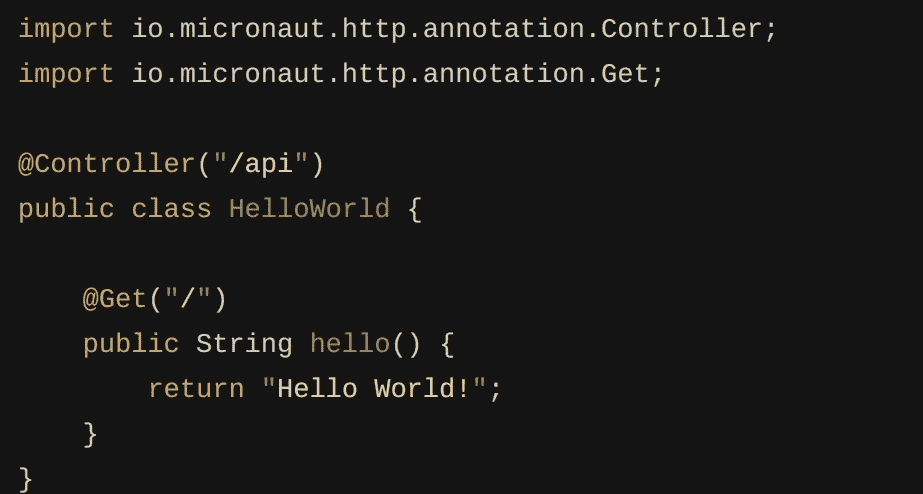 import io.micronaut.http.annotation.Controller;
import io.micronaut.http.annotation.Get;

@Controller("/api")
public class HelloWorld {

    @Get("/")
    public String hello() {
        return "Hello World!";
    }
}